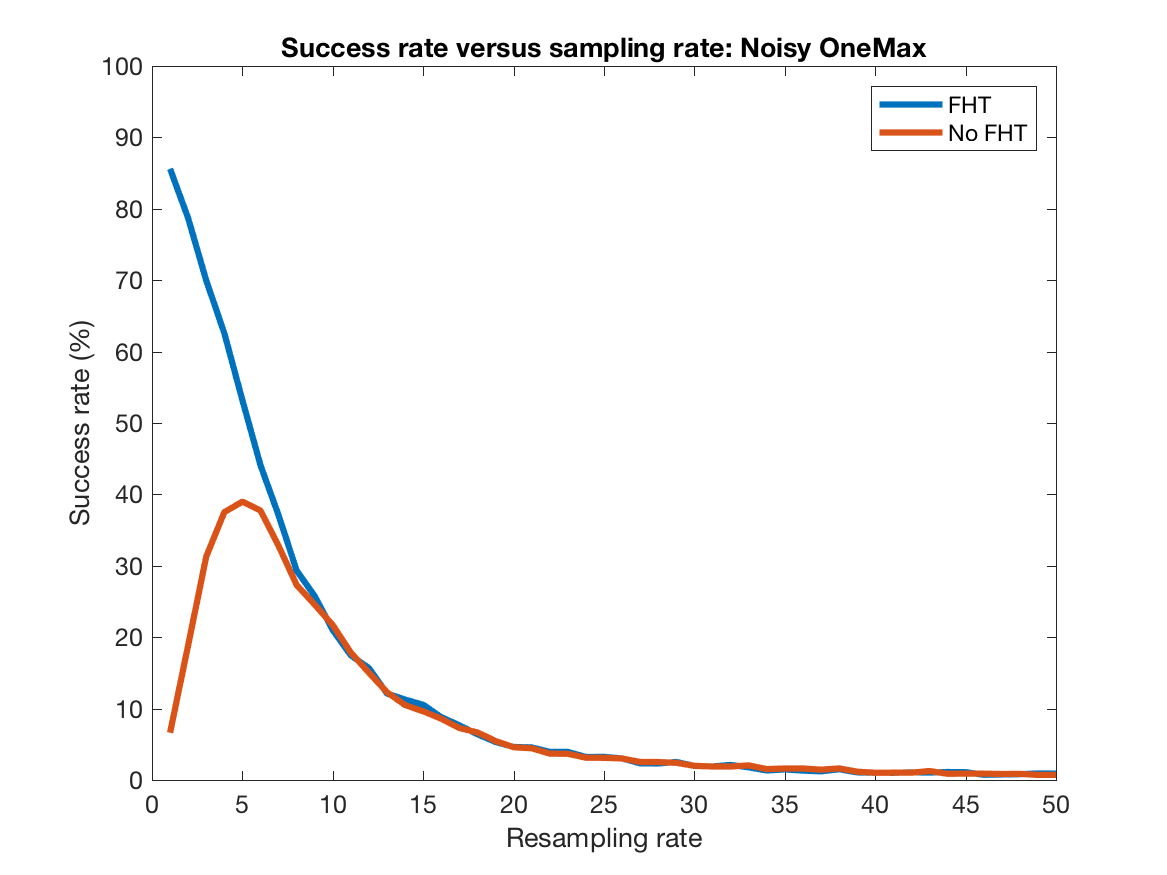 Success rate versus sampling rate: Noisy OneMax
FHT
No FHT
100
90
80
70
60
50
40
30
20
10
0
Success rate (%)
0 5 10 15 20 25 30 35 40 45 50
Resampling rate